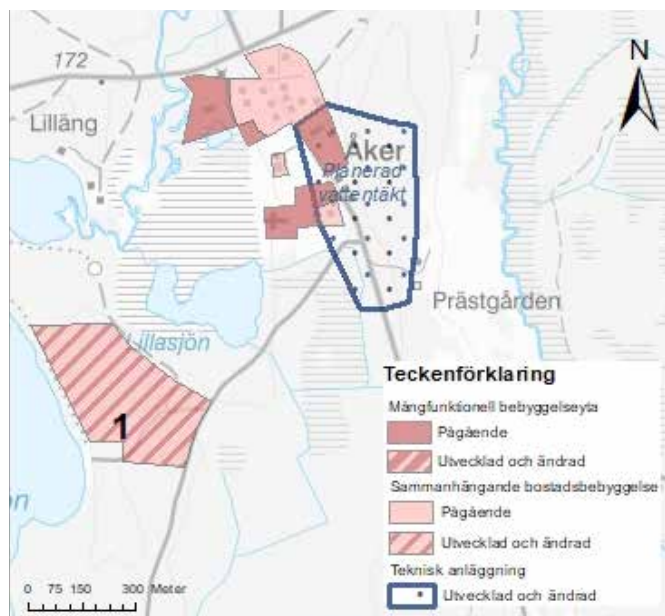 172
N
Lilläng
Åker
Planerad
vattentäkt
Prästgården
Lillasjön
1
Teckenförklaring
Mångfunktionell bebyggelseyta
Pågående
Utvecklad och ändrad
Sammanhängande bostadsbebyggelse
Pågående
Utvecklad och ändrad
Teknisk anläggning
Utvecklad och ändrad
0 75 150 300 Meter